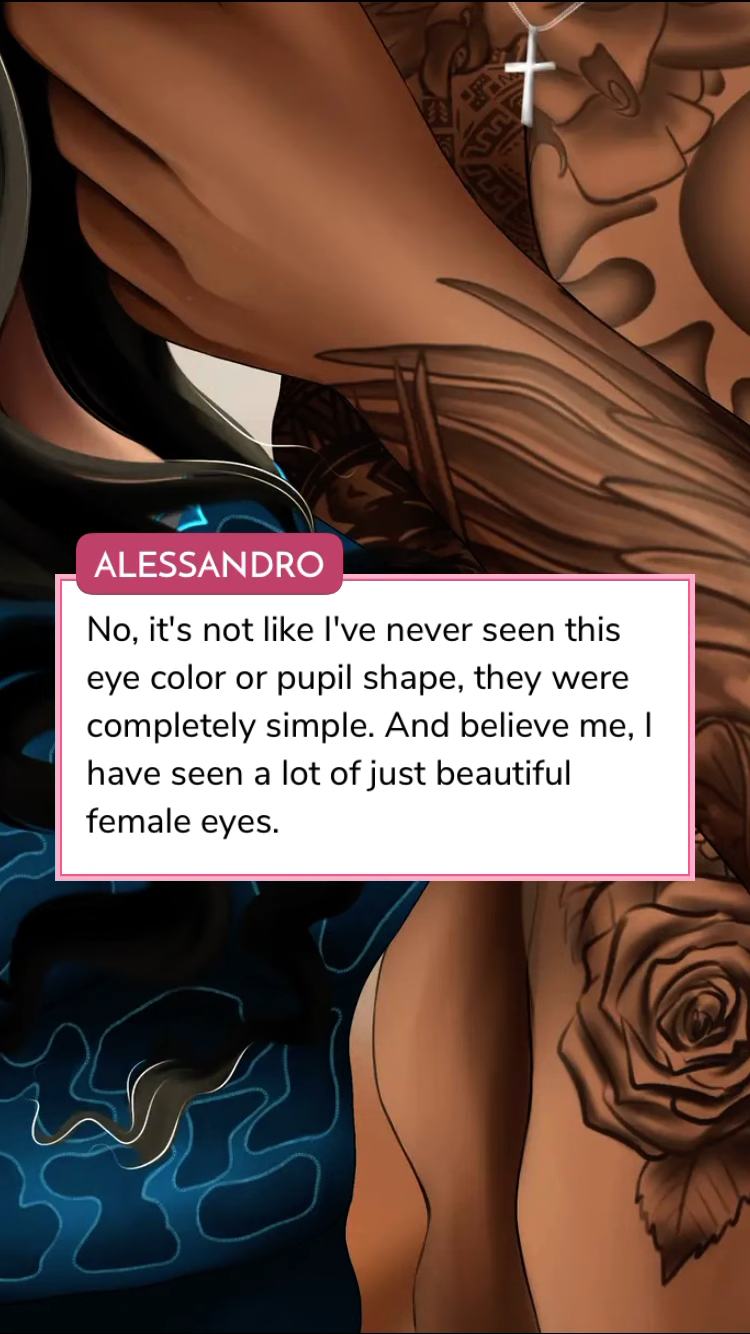 ALESSANDRO
No, it's not like I've never seen this
eye color or pupil shape, they were
completely simple. And believe me, I
have seen a lot of just beautiful
female eyes.